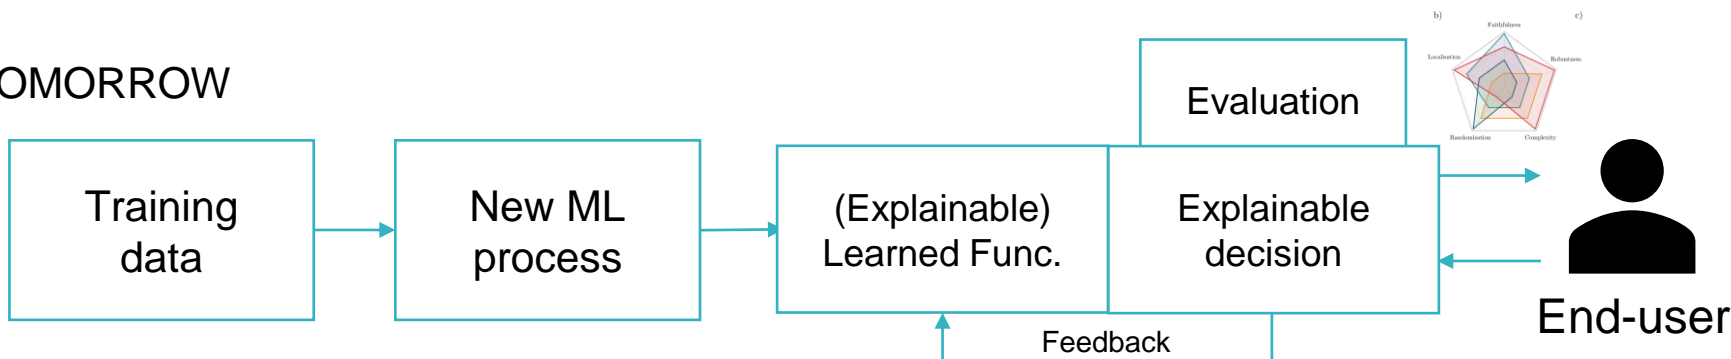 OMORROW
b)
c)
Faithfulness
Localisation
Robustness
Randomisation
Complexity
Evaluation
Training
data
New ML
process
(Explainable)
Learned Func.
Explainable
decision
End-user
Feedback